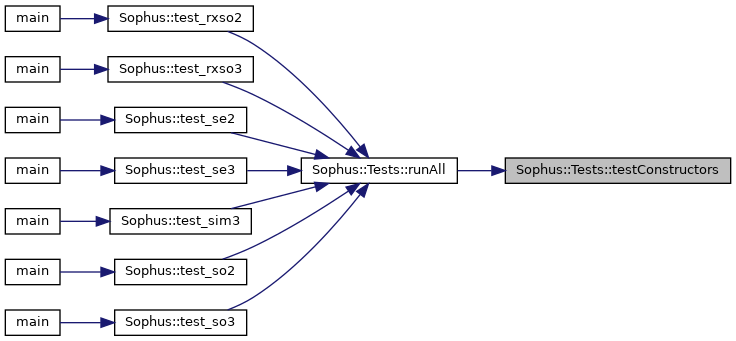 main
Sophus::test_rxso2
main
Sophus::test_rxso3
main
Sophus::test_se2
main
Sophus::test_se3
Sophus::Tests::runAll
Sophus::Tests::testConstructors
main
Sophus::test_sim3
main
Sophus::test_so2
main
Sophus::test_so3